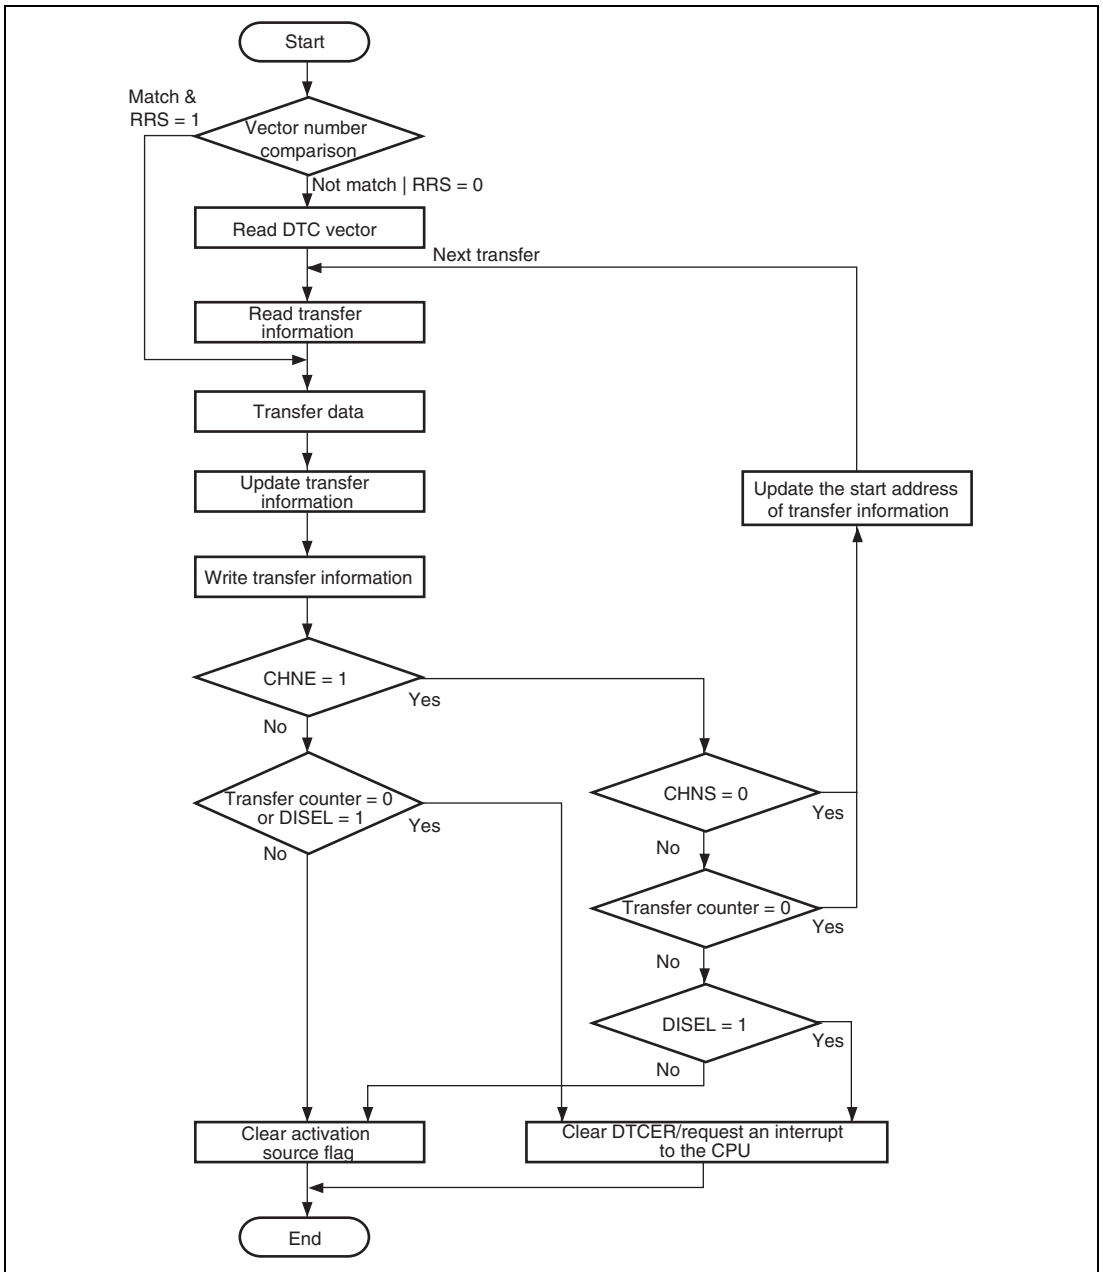 Start
Match &
RRS = 1
Vector number
comparison
Not match | RRS = 0
Read DTC vector
Next transfer
Read transfer
information
Transfer data
Update transfer
information
Update the start address
of transfer information
Write transfer information
CHNE = 1
Yes
No
Transfer counter = 0
or DISEL = 1
Yes
No
CHNS = 0
Yes
No
Transfer counter = 0
Yes
No
DISEL = 1
Yes
No
Clear activation
source flag
Clear DTCER/request an interrupt
to the CPU
End